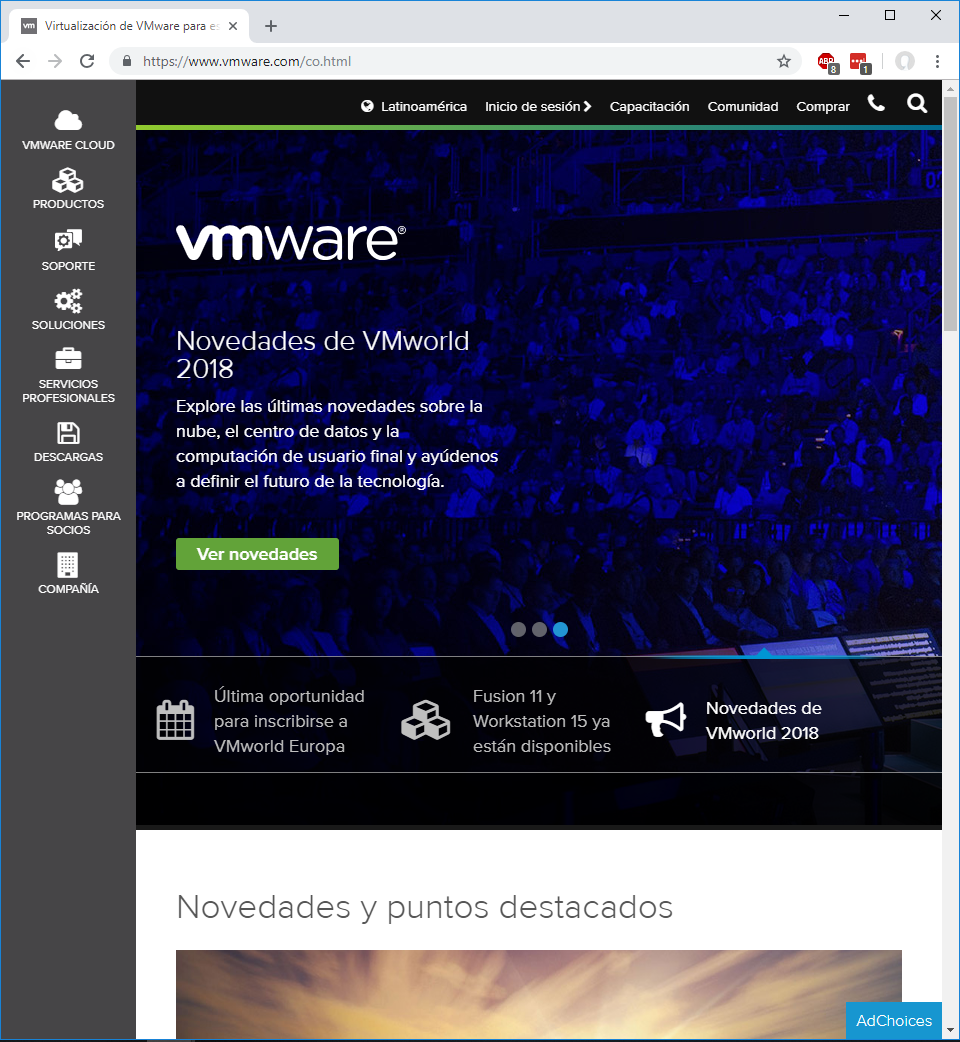 vm Virtualización de VMware para es
https://www.vmware.com/co.html
ABP 8 1
Latinoamérica Inicio de sesión Capacitación Comunidad Comprar
VMWARE CLOUD
PRODUCTOS
SOPORTE
SOLUCIONES
SERVICIOS
PROFESIONALES
DESCARGAS
PROGRAMAS PARA
SOCIOS
COMPAÑÍA
vmware®
Novedades de VMworld
2018
Explore las últimas novedades sobre la
nube, el centro de datos y la
computación de usuario final y ayúdenos
a definir el futuro de la tecnología.
Ver novedades
Última oportunidad
para inscribirse a
VMworld Europa
Fusion 11 y
Workstation 15 ya
están disponibles
Novedades de
VMworld 2018
Novedades y puntos destacados
AdChoices